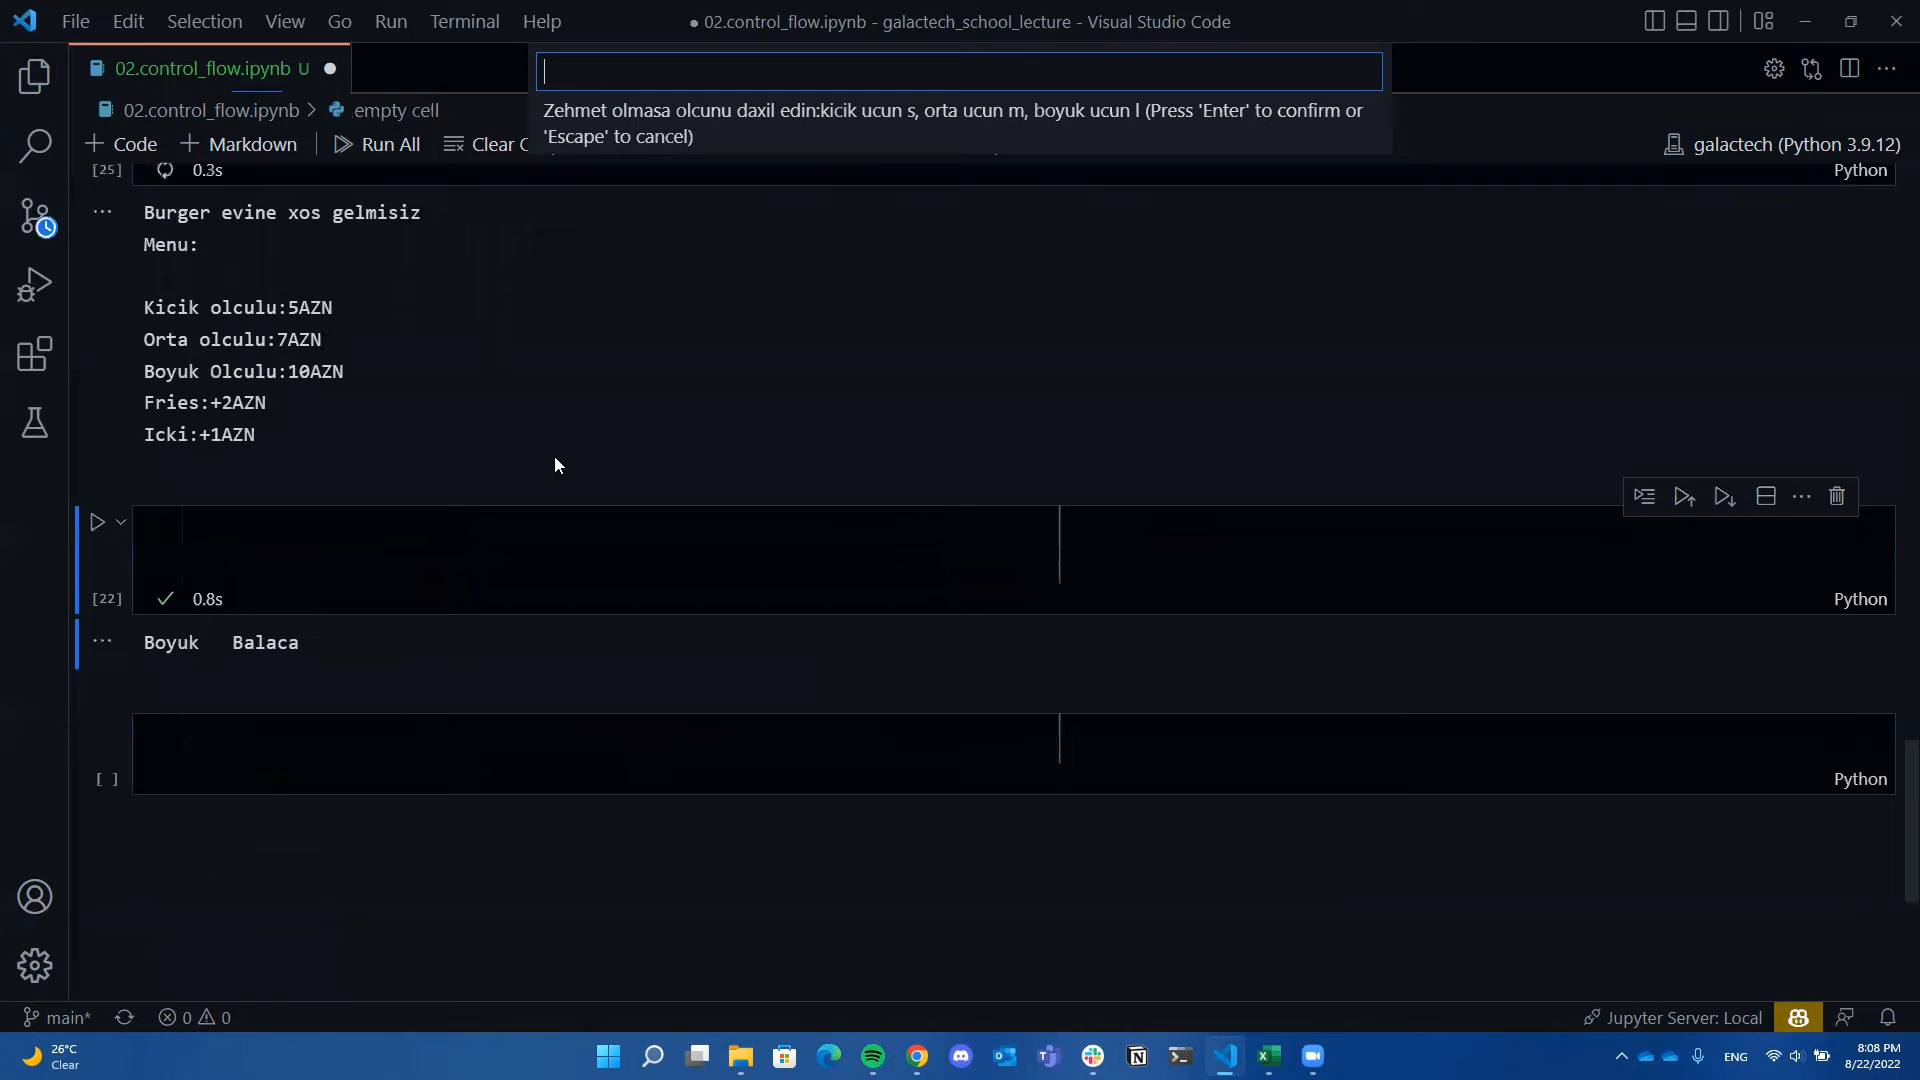 File Edit Selection View Go Run Terminal Help
● 02.control_flow.ipynb - galactech_school_lecture - Visual Studio Code
02.control_flow.ipynb U
02.control_flow.ipynb > empty cell
Zehmet olmasa olcunu daxil edin:kicik ucun s, orta ucun m, boyuk ucun l (Press 'Enter' to confirm or
'Escape' to cancel)
+ Code + Markdown Run All Clear
galactech (Python 3.9.12)
[25] 0.3s Python
Burger evine xos gelmisiz
Menu:
Kicik olculu:5AZN
Orta olculu:7AZN
Boyuk Olculu:10AZN
Fries:+2AZN
Icki:+1AZN
[22] 0.8s Python
Boyuk Balaca
[ ] Python
main* 0 0 Jupyter Server: Local
26°C
Clear
ENG
8:08 PM
8/22/2022